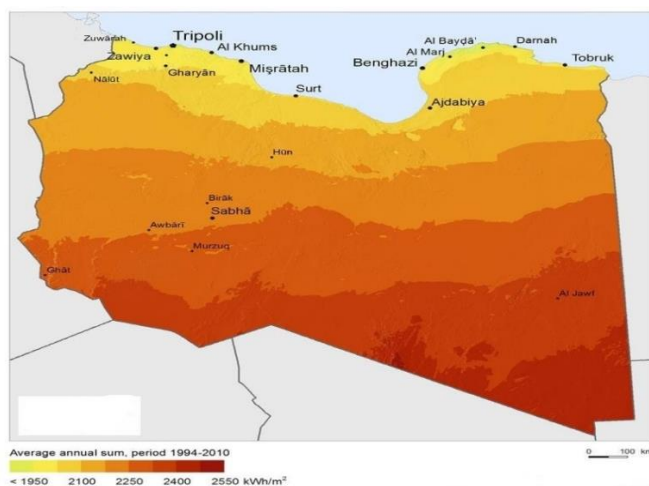 Zuwārah
Tripoli
Zawiya
Al Khums
Gharyān
Mişrātah
Nālūt
Surt
Al Bayḍā'
Darnah
Al Marj
Benghazi
Tobruk
Ajdabiya
Hūn
Birāk
Sabhā
Awbārī
Murzuq
Ghāt
Al Jawf
Average annual sum, period 1994-2010
< 1950 2100 2250 2400 2550 kWh/m²
0 100 km